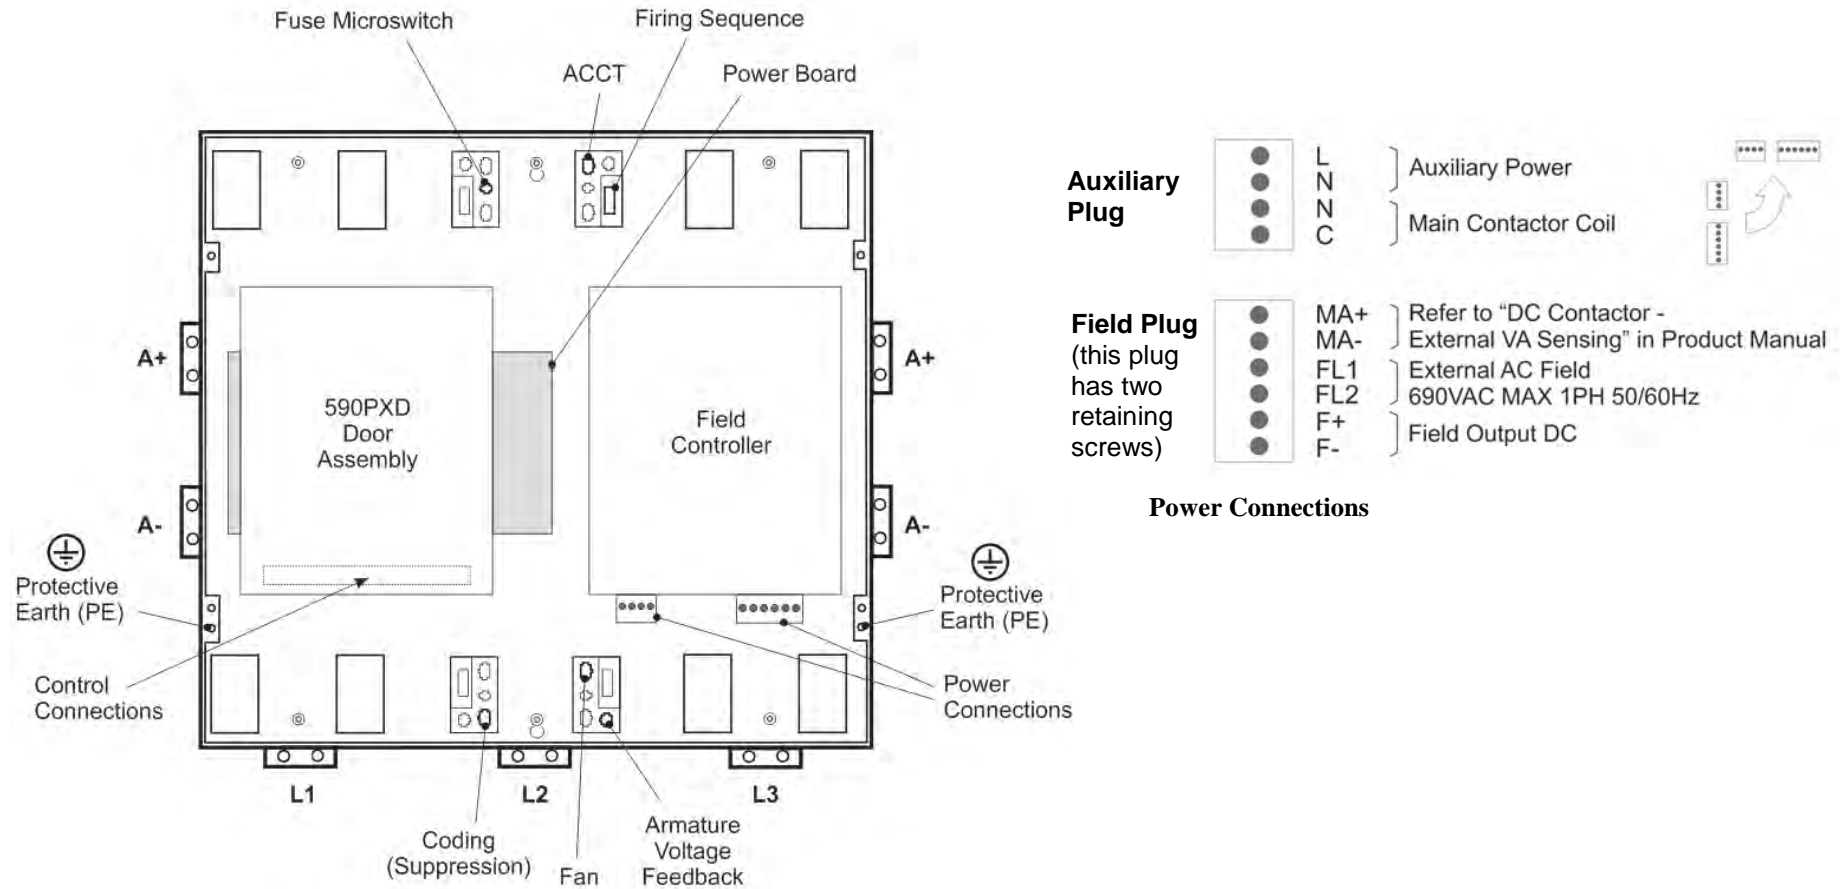 Fuse Microswitch
Firing Sequence
ACCT
Power Board
A+
A+
590PXD
Door
Assembly
Field
Controller
A-
A-
Protective
Earth (PE)
Protective
Earth (PE)
Control
Connections
Power
Connections
L1
L2
L3
Coding
(Suppression)
Fan
Armature
Voltage
Feedback
Auxiliary
Plug
L
N
Auxiliary Power
N
C
Main Contactor Coil
Field Plug
(this plug
has two
retaining
screws)
MA+
MA-
Refer to “DC Contactor -
External VA Sensing” in Product Manual
FL1
FL2
External AC Field
690VAC MAX 1PH 50/60Hz
F+
F-
Field Output DC
Power Connections